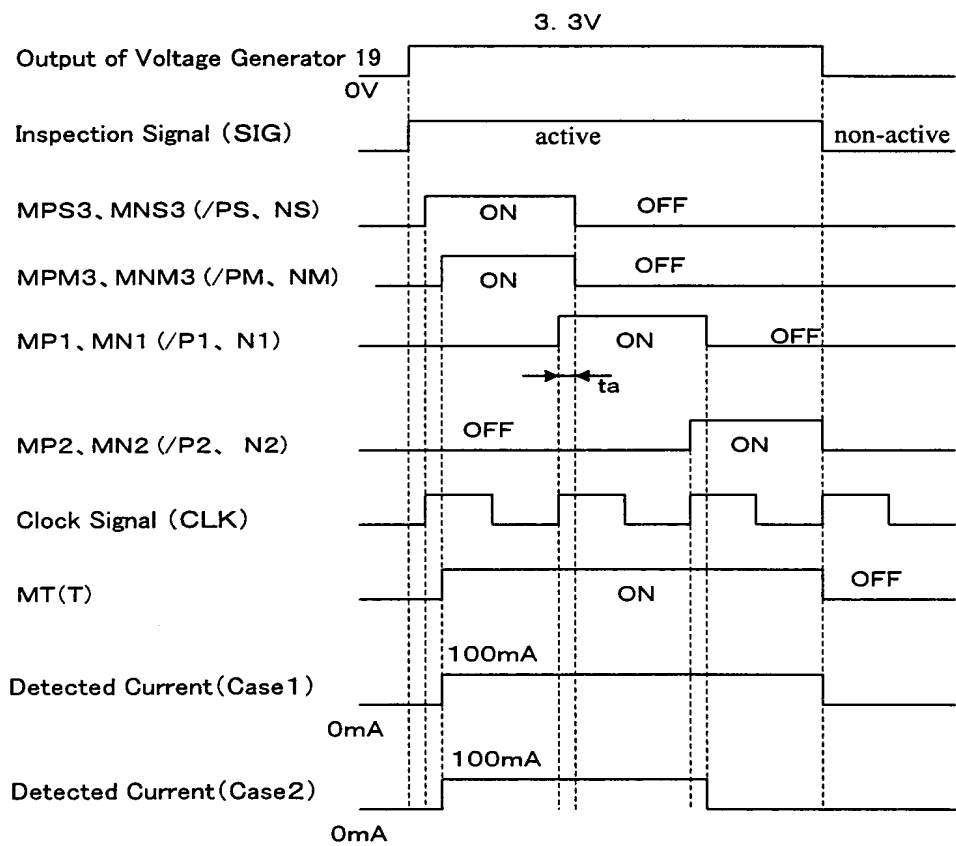 3. 3V
Output of Voltage Generator 19
0V
Inspection Signal (SIG)
active
non-active
MPS3、MNS3 (/PS、 NS)
ON
OFF
MPM3、MNM3 (/PM、 NM)
ON
OFF
MP1、MN1 (/P1、 N1)
ON
OFF
ta
MP2、MN2 (/P2、 N2)
OFF
ON
Clock Signal (CLK)
MT(T)
ON
OFF
100mA
Detected Current(Case1)
0mA
100mA
Detected Current(Case2)
0mA